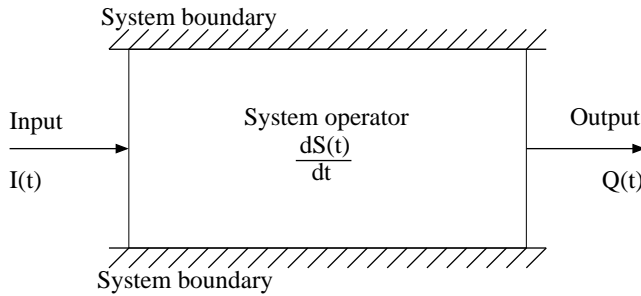 System boundary
Input
System operator
Output
dS(t)
dt
I(t)
Q(t)
System boundary